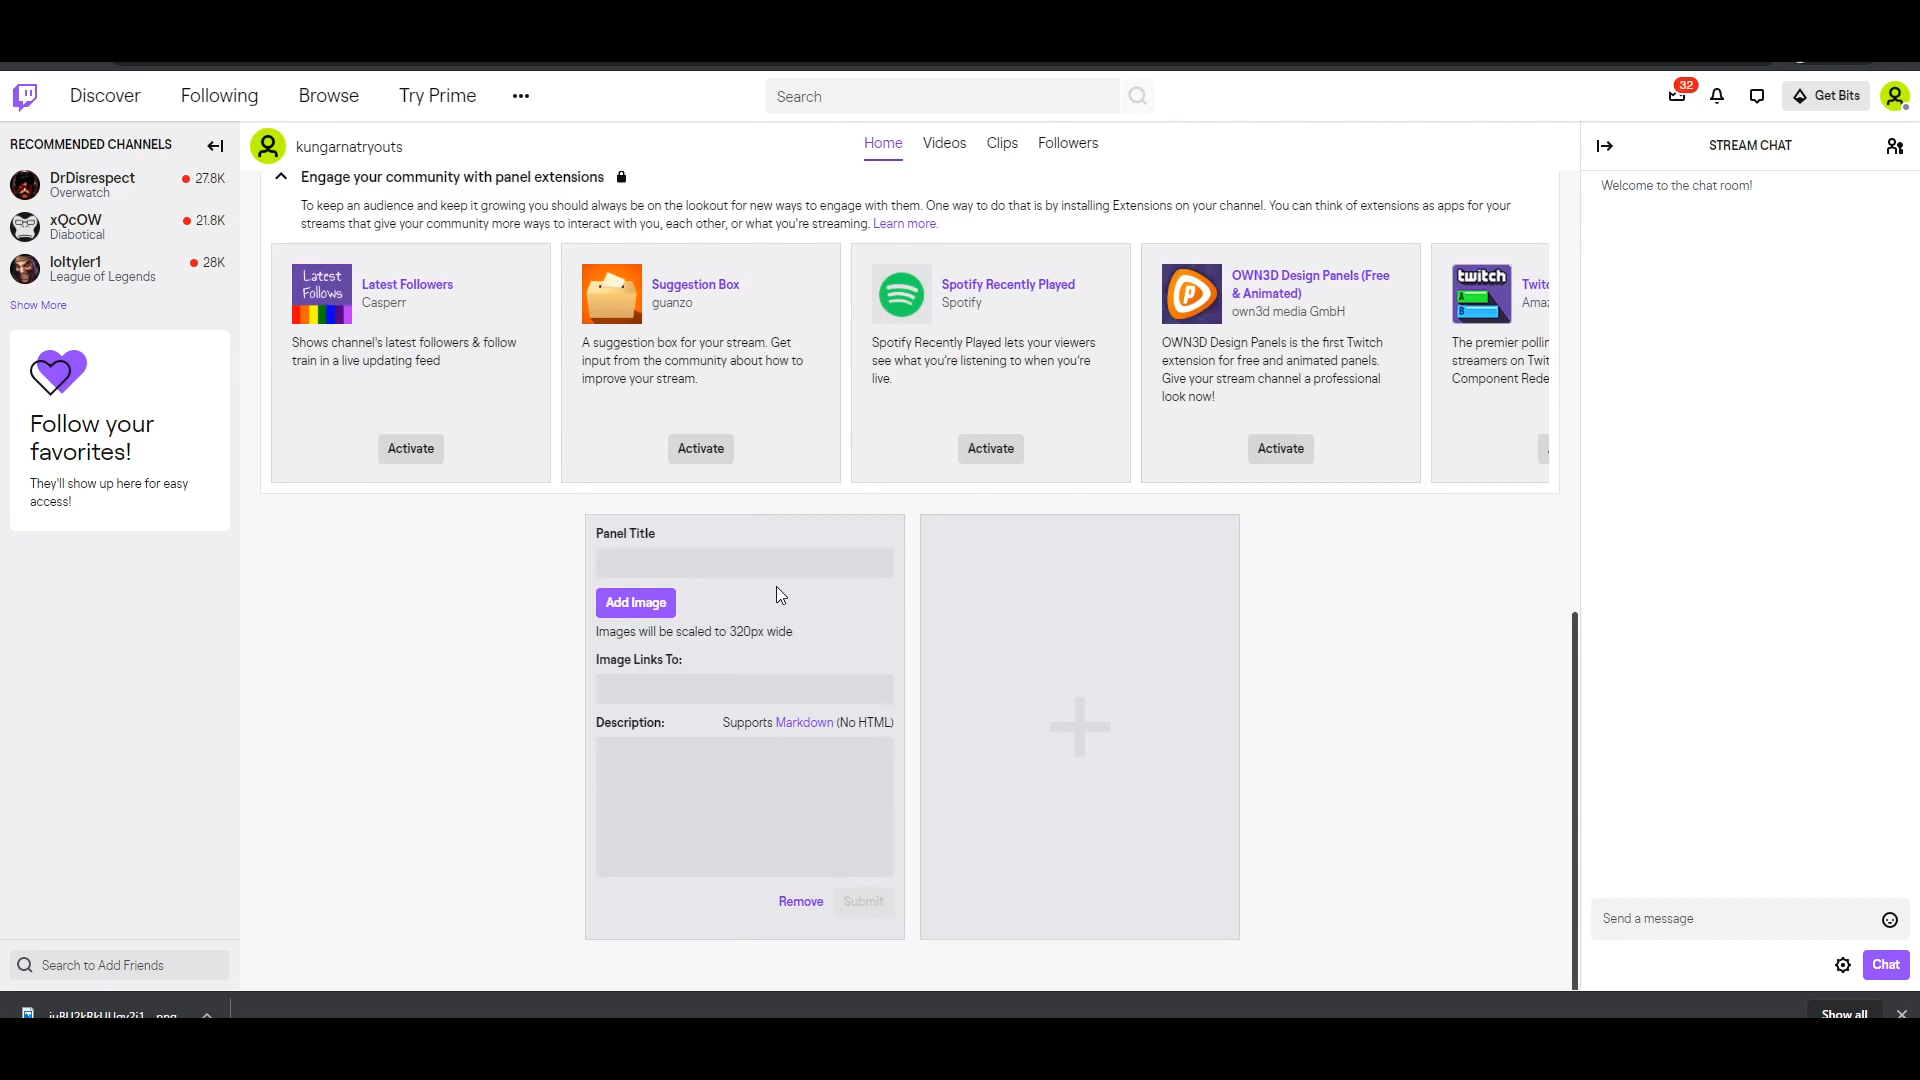 Discover
Following
Browse
Try Prime
Search
32
Get Bits
RECOMMENDED CHANNELS
DrDisrespect
27.8K
Overwatch
xQcOW
21.8K
Diabotical
loltyler1
28K
League of Legends
Show More
Follow your
favorites!
They'll show up here for easy
access!
Search to Add Friends
kungarnatryouts
Home
Videos
Clips
Followers
Engage your community with panel extensions
To keep an audience and keep it growing you should always be on the lookout for new ways to engage with them. One way to do that is by installing Extensions on your channel. You can think of extensions as apps for your
streams that give your community more ways to interact with you, each other, or what you're streaming. Learn more.
Latest
Follows
Latest Followers
Casperr
Shows channel's latest followers & follow
train in a live updating feed
Activate
Suggestion Box
guanzo
A suggestion box for your stream. Get
input from the community about how to
improve your stream.
Activate
Spotify Recently Played
Spotify
Spotify Recently Played lets your viewers
see what you're listening to when you're
live.
Activate
OWN3D Design Panels (Free
& Animated)
own3d media GmbH
OWN3D Design Panels is the first Twitch
extension for free and animated panels.
Give your stream channel a professional
look now!
Activate
twitch
A
B
Twitc
Amaz
The premier pollin
streamers on Twit
Component Rede
Panel Title
Add Image
Images will be scaled to 320px wide
Image Links To:
Description:
Supports Markdown (No HTML)
Remove
Submit
STREAM CHAT
Welcome to the chat room!
Send a message
Chat
Show all